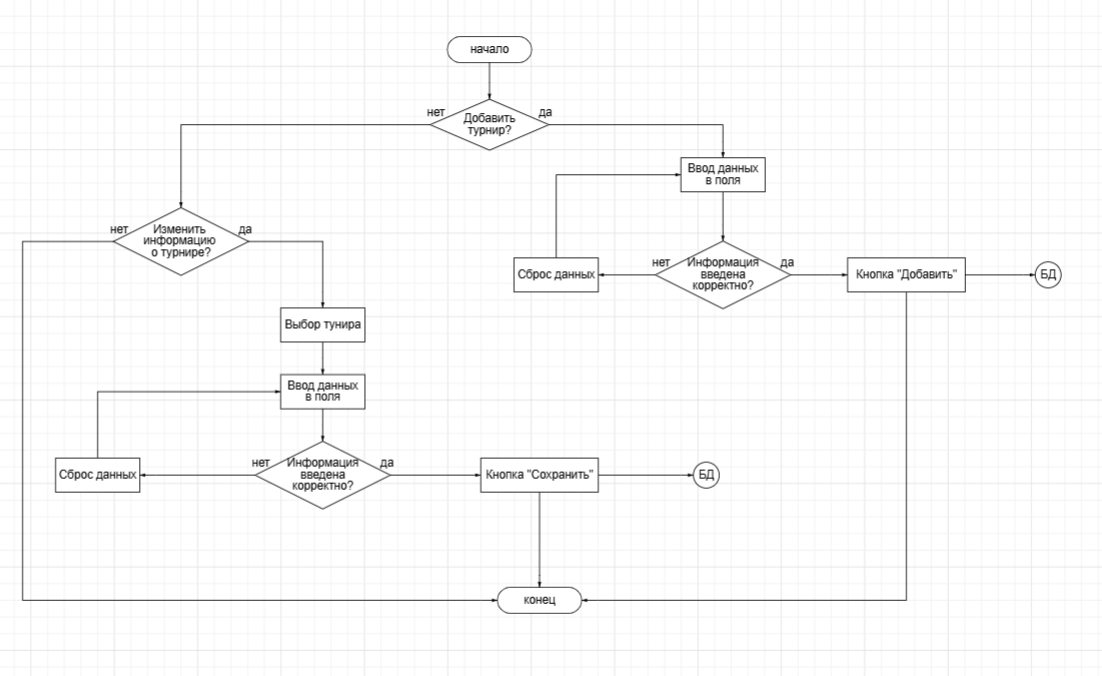 начало
нет
да
Добавить
турнир?
Ввод данных
в поля
нет
да
Изменить
информацию
о турнире?
Сброс данных
нет
да
Информация
введена
корректно?
Кнопка "Добавить"
БД
Выбор тунира
Ввод данных
в поля
Сброс данных
нет
да
Информация
введена
корректно?
Кнопка "Сохранить"
БД
конец